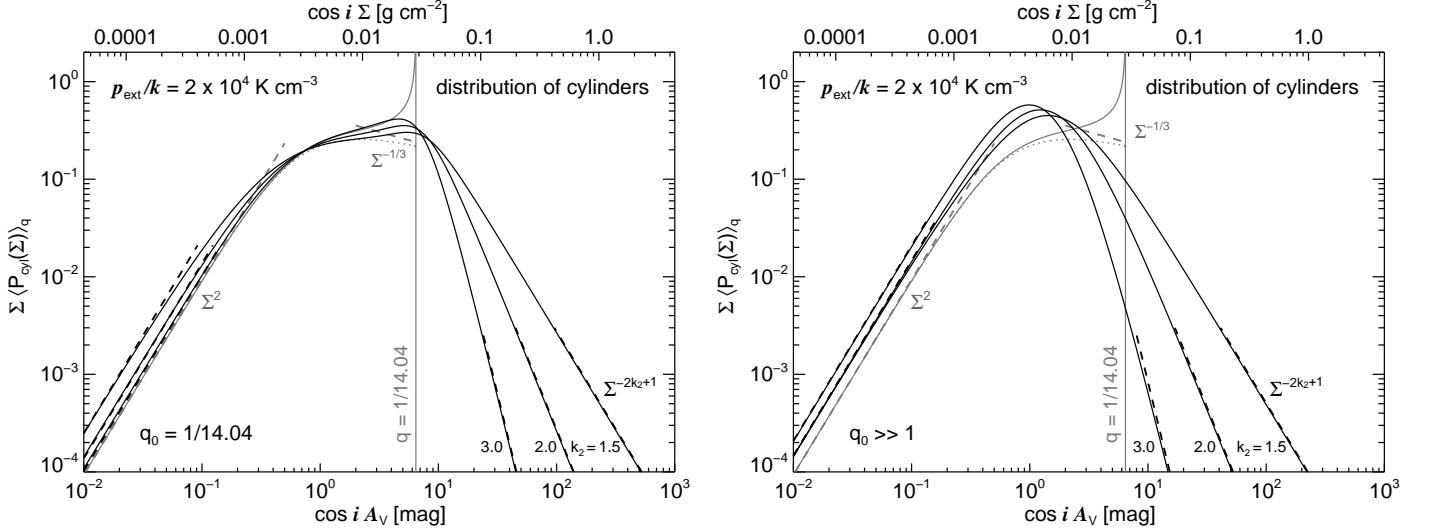 cos i Σ [g cm⁻²]
0.0001 0.001 0.01 0.1 1.0
p_ext/k = 2 x 10⁴ K cm⁻³
distribution of cylinders
Σ ⟨P_cyl(Σ)⟩_q
10⁰
10⁻¹
10⁻²
10⁻³
10⁻⁴
Σ^{-1/3}
Σ²
q = 1/14.04
Σ^{-2k₂+1}
q₀ = 1/14.04
3.0 2.0 k₂ = 1.5
10⁻² 10⁻¹ 10⁰ 10¹ 10² 10³
cos i A_V [mag]
cos i Σ [g cm⁻²]
0.0001 0.001 0.01 0.1 1.0
p_ext/k = 2 x 10⁴ K cm⁻³
distribution of cylinders
Σ ⟨P_cyl(Σ)⟩_q
10⁰
10⁻¹
10⁻²
10⁻³
10⁻⁴
Σ^{-1/3}
Σ²
q = 1/14.04
Σ^{-2k₂+1}
q₀ >> 1
3.0 2.0 k₂ = 1.5
10⁻² 10⁻¹ 10⁰ 10¹ 10² 10³
cos i A_V [mag]